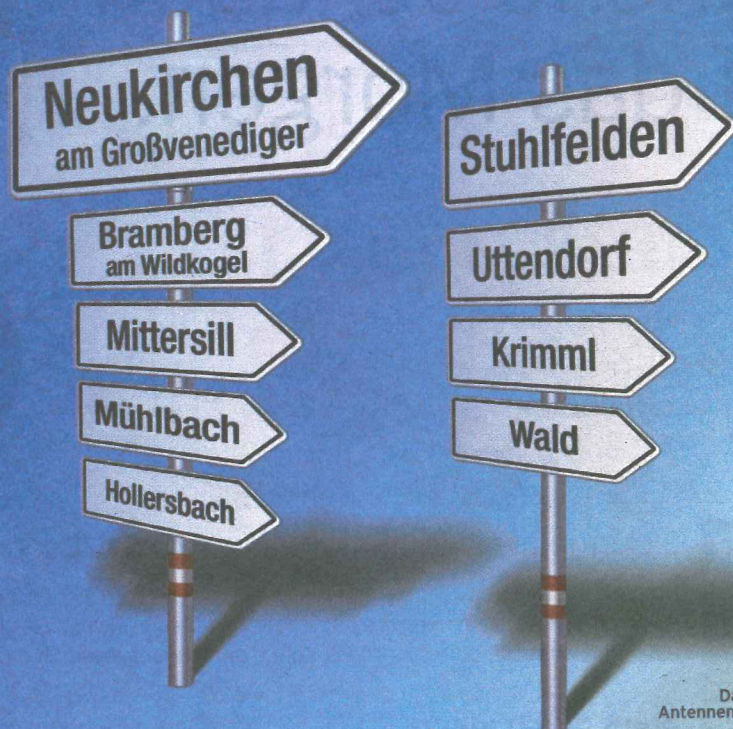 Neukirchen
am Großvenediger
Bramberg
am Wildkogel
Mittersill
Mühlbach
Hollersbach
Stuhlfelden
Uttendorf
Krimml
Wald